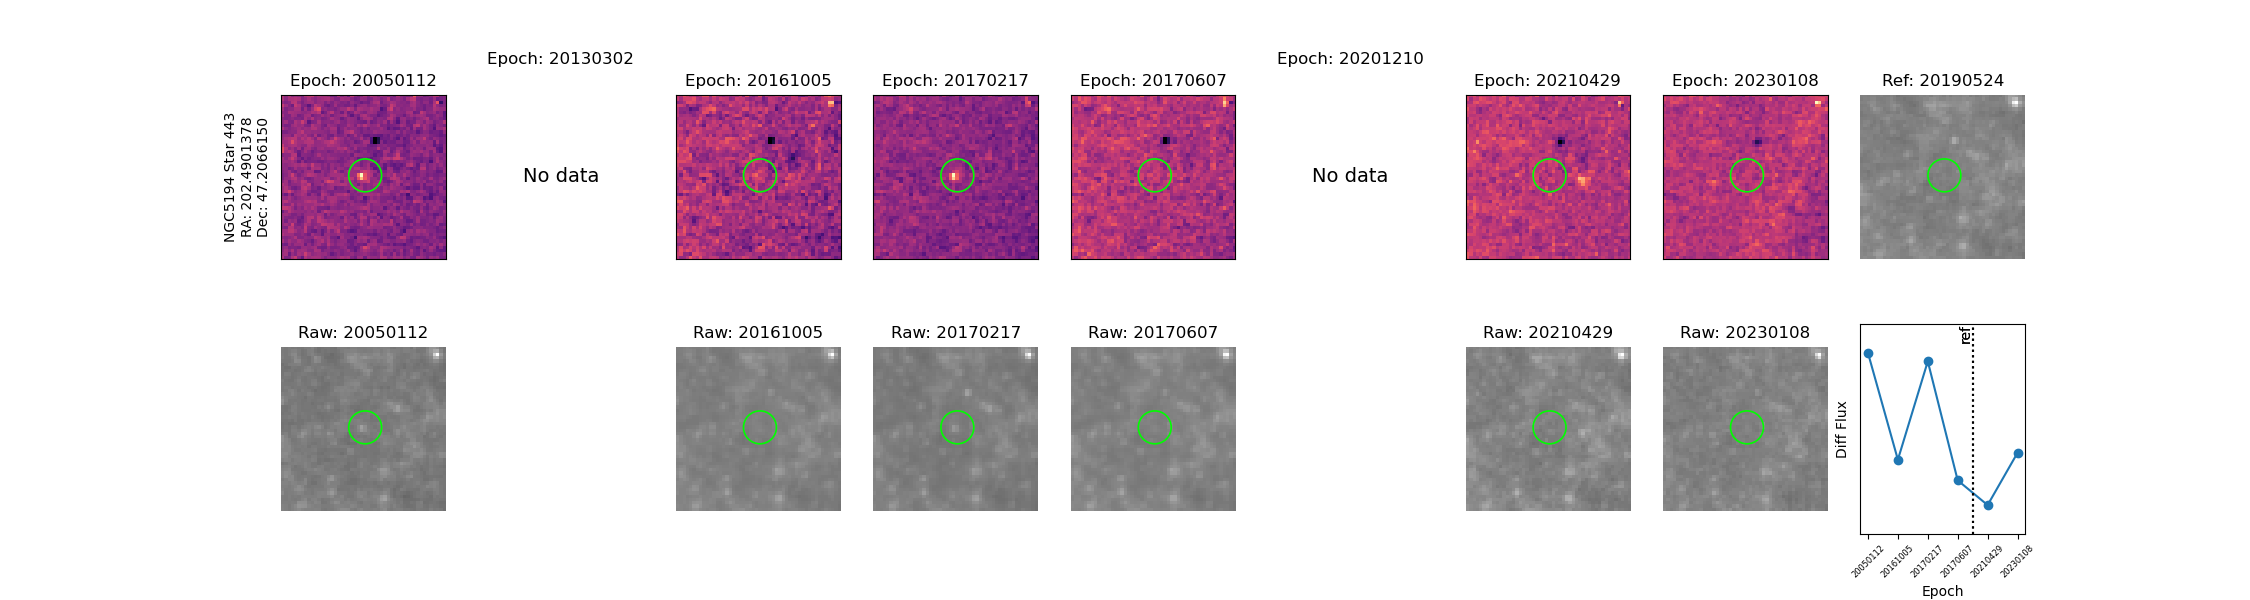 Epoch: 20130302
Epoch: 20201210
Epoch: 20050112
Epoch: 20161005
Epoch: 20170217
Epoch: 20170607
Epoch: 20210429
Epoch: 20230108
Ref: 20190524
NGC5194 Star 443
RA: 202.4901378
Dec: 47.2066150
No data
No data
Raw: 20050112
Raw: 20161005
Raw: 20170217
Raw: 20170607
Raw: 20210429
Raw: 20230108
ref
Diff Flux
20050112
20161005
20170217
20170607
20210429
20230108
Epoch